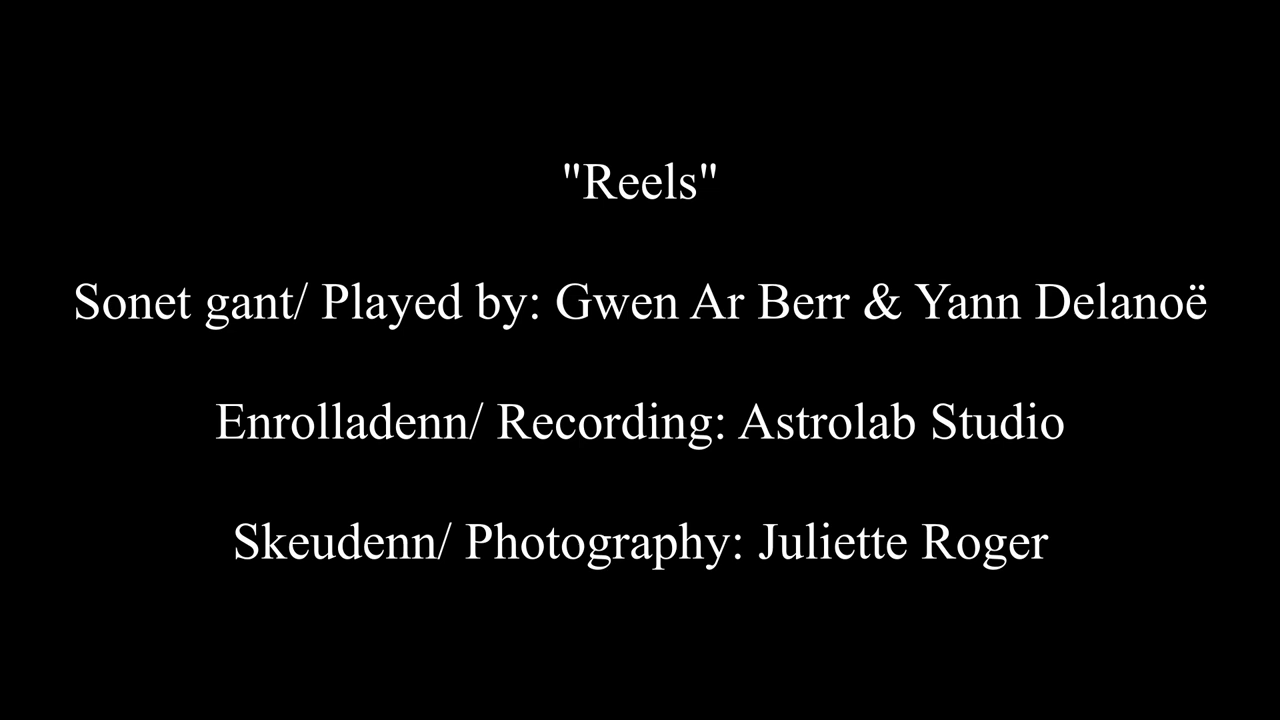 "Reels"
Sonet gant/ Played by: Gwen Ar Berr & Yann Delanoë
Enrolladenn/ Recording: Astrolab Studio
Skeudenn/ Photography: Juliette Roger